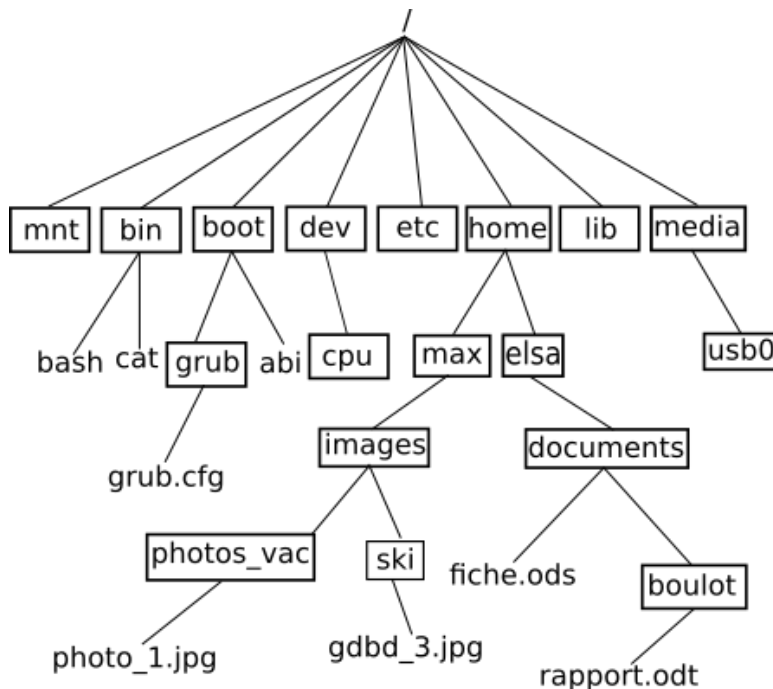 /
mnt bin boot dev etc home lib media
bash cat grub abi cpu max elsa usb0
grub.cfg images documents
photos_vac ski fiche.ods boulot
photo_1.jpg gdbd_3.jpg rapport.odt